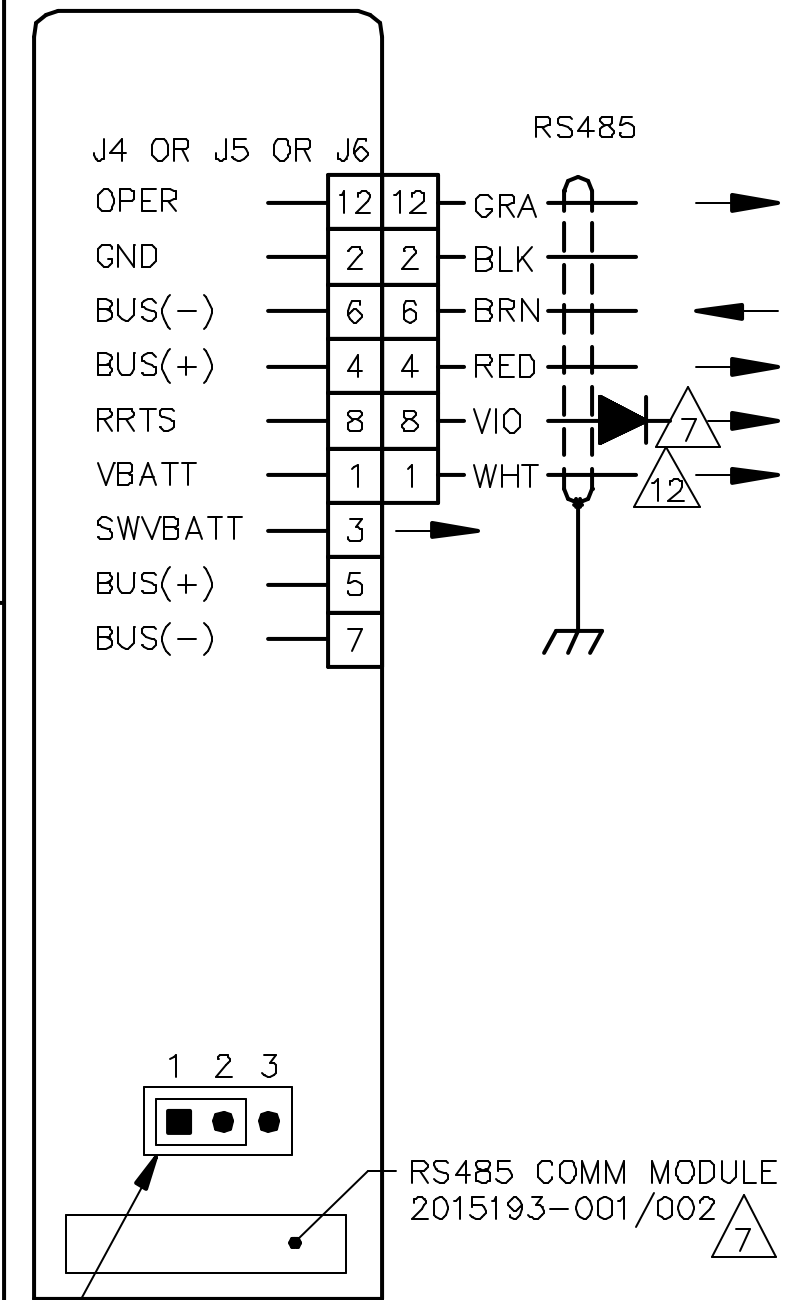 RS485
J4 OR J5 OR J6
OPER 12 12 GRA
GND 2 2 BLK
BUS(-) 6 6 BRN
BUS(+) 4 4 RED
RRTS 8 8 VIO 7
VBATT 1 1 WHT 12
SWVBATT 3
BUS(+) 5
BUS(-) 7
1 2 3
RS485 COMM MODULE
2015193-001/002 7